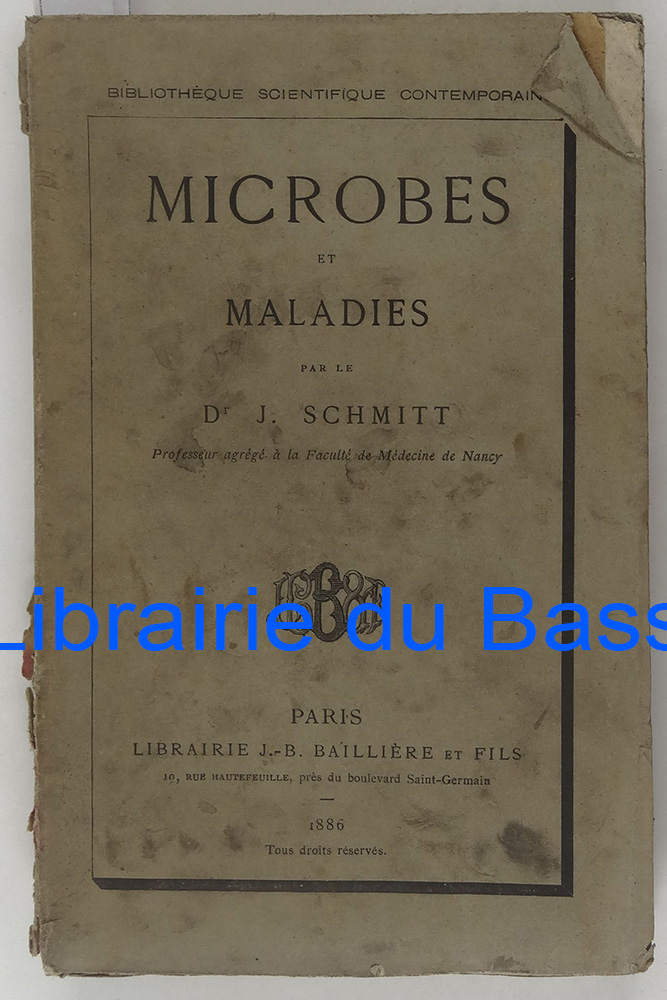 BIBLIOTHÈQUE SCIENTIFIQUE CONTEMPORAIN
MICROBES
ET
MALADIES
PAR LE
Dr J. SCHMITT
Professeur agrégé à la Faculté de Médecine de Nancy
Librairie du Bass
PARIS
LIBRAIRIE J.-B. BAILLIÈRE ET FILS
19, RUE HAUTEFEUILLE, près du boulevard Saint-Germain
1886
Tous droits réservés.